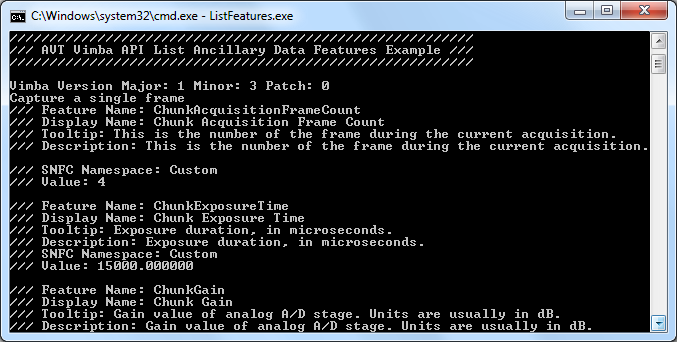 C:\Windows\system32\cmd.exe - ListFeatures.exe
/////////////////////////////////////////////////////////
/// AVT Vimba API List Ancillary Data Features Example ///
/////////////////////////////////////////////////////////
Vimba Version Major: 1 Minor: 3 Patch: 0
Capture a single frame
/// Feature Name: ChunkAcquisitionFrameCount
/// Display Name: Chunk Acquisition Frame Count
/// Tooltip: This is the number of the frame during the current acquisition.
/// Description: This is the number of the frame during the current acquisition.
/// SNFC Namespace: Custom
/// Value: 4
/// Feature Name: ChunkExposureTime
/// Display Name: Chunk Exposure Time
/// Tooltip: Exposure duration, in microseconds.
/// Description: Exposure duration, in microseconds.
/// SNFC Namespace: Custom
/// Value: 15000.000000
/// Feature Name: ChunkGain
/// Display Name: Chunk Gain
/// Tooltip: Gain value of analog A/D stage. Units are usually in dB.
/// Description: Gain value of analog A/D stage. Units are usually in dB.